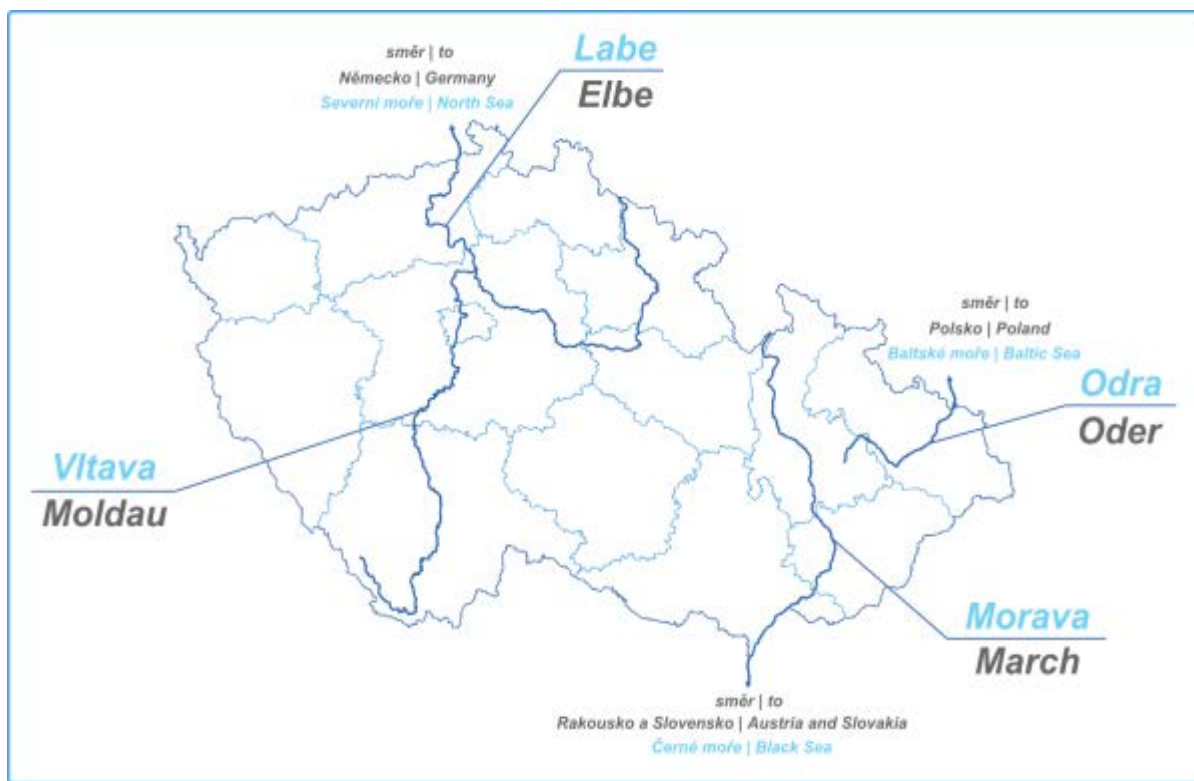 směr | to
Německo | Germany
Severní moře | North Sea
Labe
Elbe
směr | to
Polsko | Poland
Baltské moře | Baltic Sea
Odra
Oder
Vltava
Moldau
Morava
March
směr | to
Rakousko a Slovensko | Austria and Slovakia
Černé moře | Black Sea